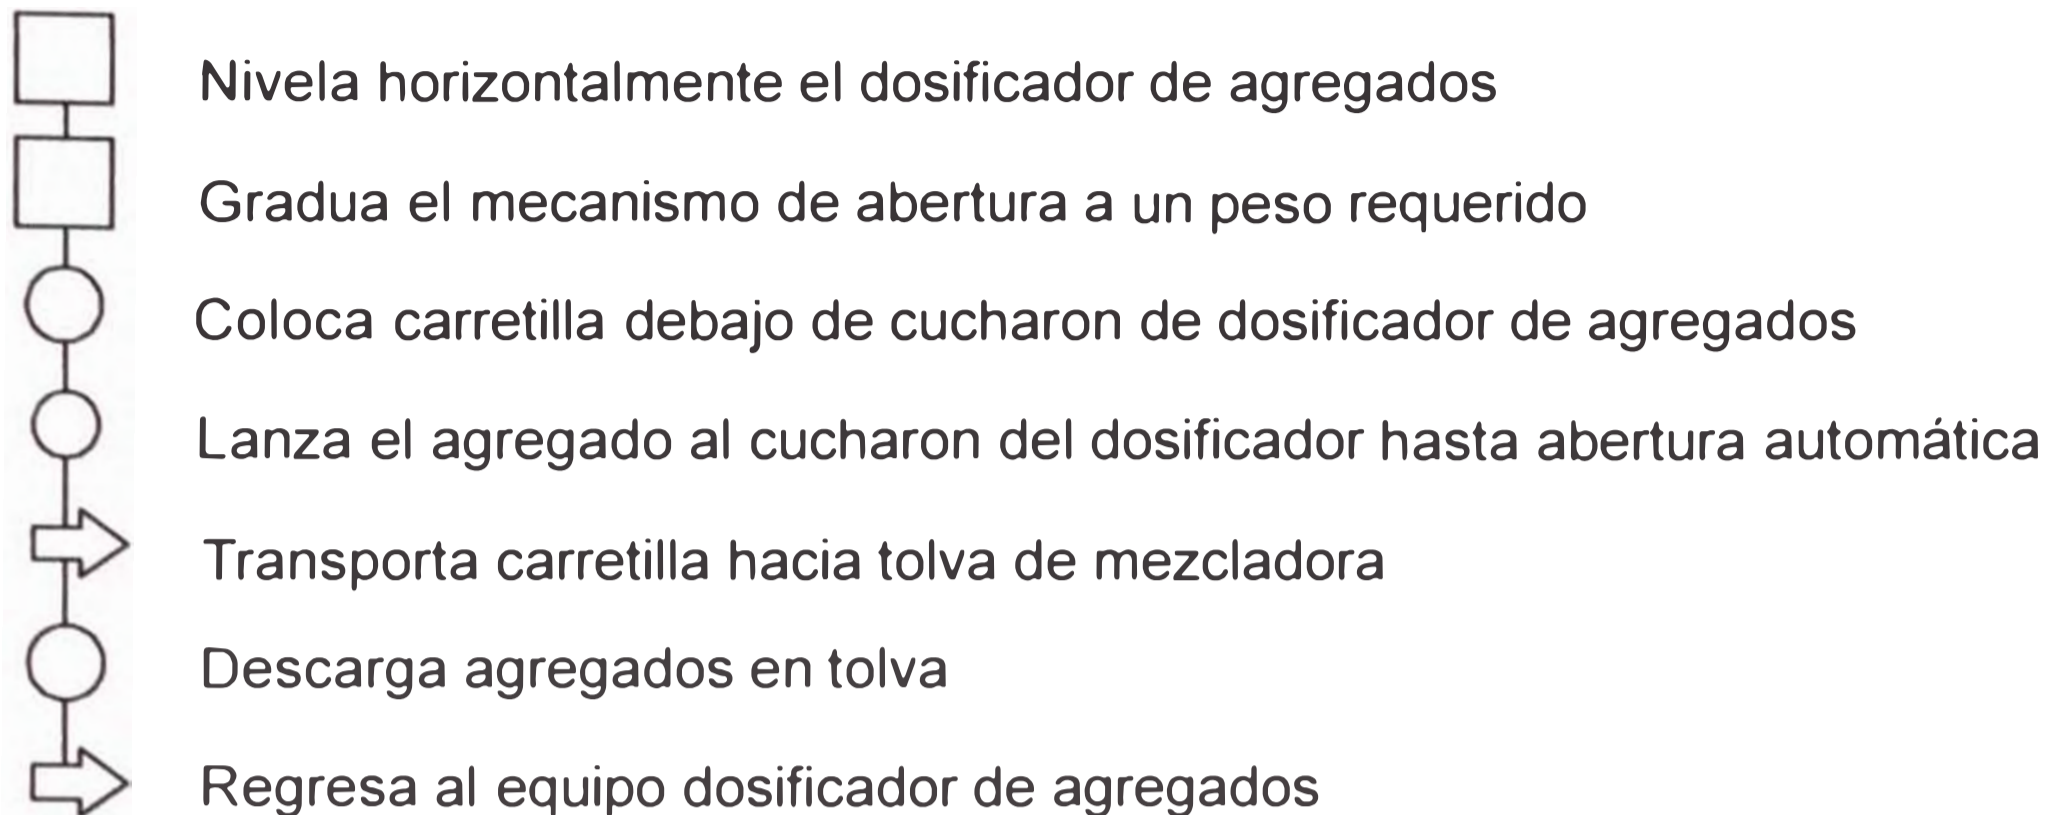 Nivela horizontalmente el dosificador de agregados
Gradua el mecanismo de abertura a un peso requerido
Coloca carretilla debajo de cucharon de dosificador de agregados
Lanza el agregado al cucharon del dosificador hasta abertura automática
Transporta carretilla hacia tolva de mezcladora
Descarga agregados en tolva
Regresa al equipo dosificador de agregados